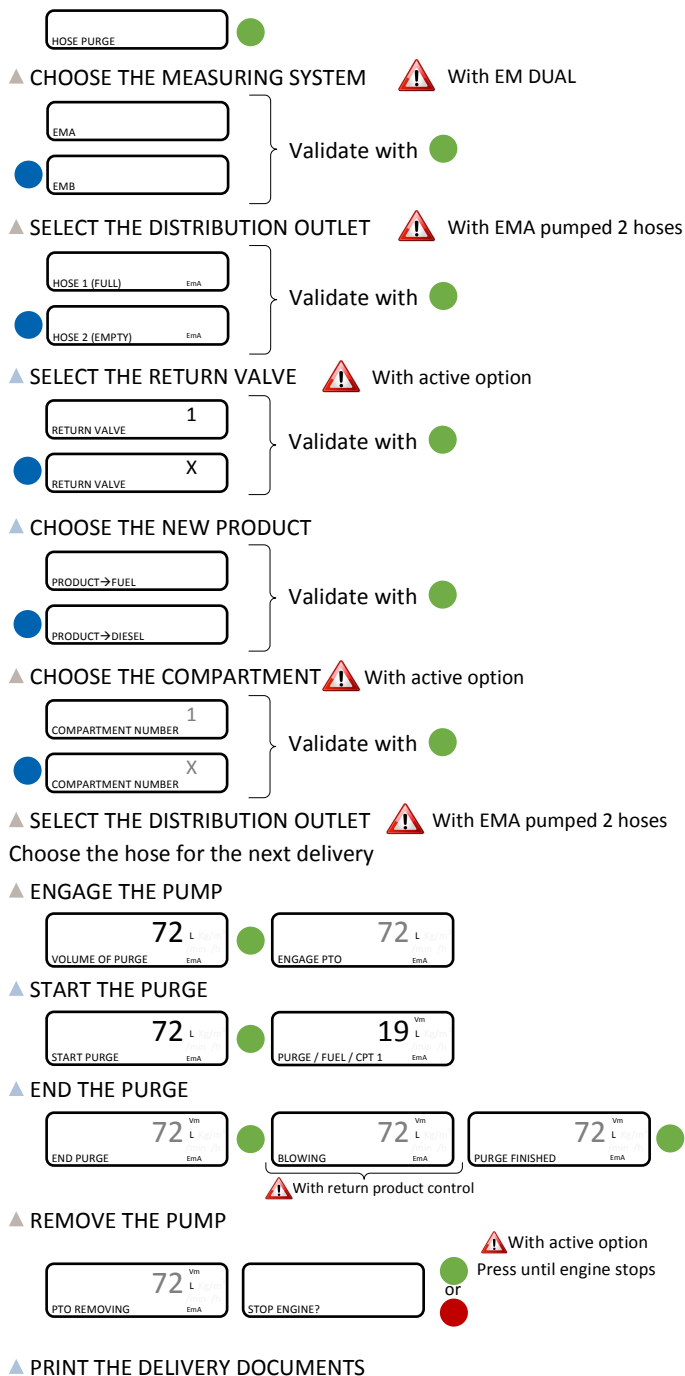 HOSE PURGE
CHOOSE THE MEASURING SYSTEM With EM DUAL
EMA
Validate with
EMB
SELECT THE DISTRIBUTION OUTLET With EMA pumped 2 hoses
HOSE 1 (FULL) EmA
Validate with
HOSE 2 (EMPTY) EmA
SELECT THE RETURN VALVE With active option
RETURN VALVE 1
Validate with
RETURN VALVE X
CHOOSE THE NEW PRODUCT
PRODUCT→FUEL
Validate with
PRODUCT→DIESEL
CHOOSE THE COMPARTMENT With active option
COMPARTMENT NUMBER 1
Validate with
COMPARTMENT NUMBER X
SELECT THE DISTRIBUTION OUTLET With EMA pumped 2 hoses
Choose the hose for the next delivery
ENGAGE THE PUMP
72 L 72 L
VOLUME OF PURGE EmA ENGAGE PTO EmA
START THE PURGE
72 L 19 Vm L
START PURGE EmA PURGE / FUEL / CPT 1 EmA
END THE PURGE
72 Vm L 72 Vm L 72 Vm L
END PURGE EmA BLOWING EmA PURGE FINISHED EmA
With return product control
REMOVE THE PUMP
With active option
Press until engine stops
72 Vm L
or
PTO REMOVING EmA STOP ENGINE?
PRINT THE DELIVERY DOCUMENTS